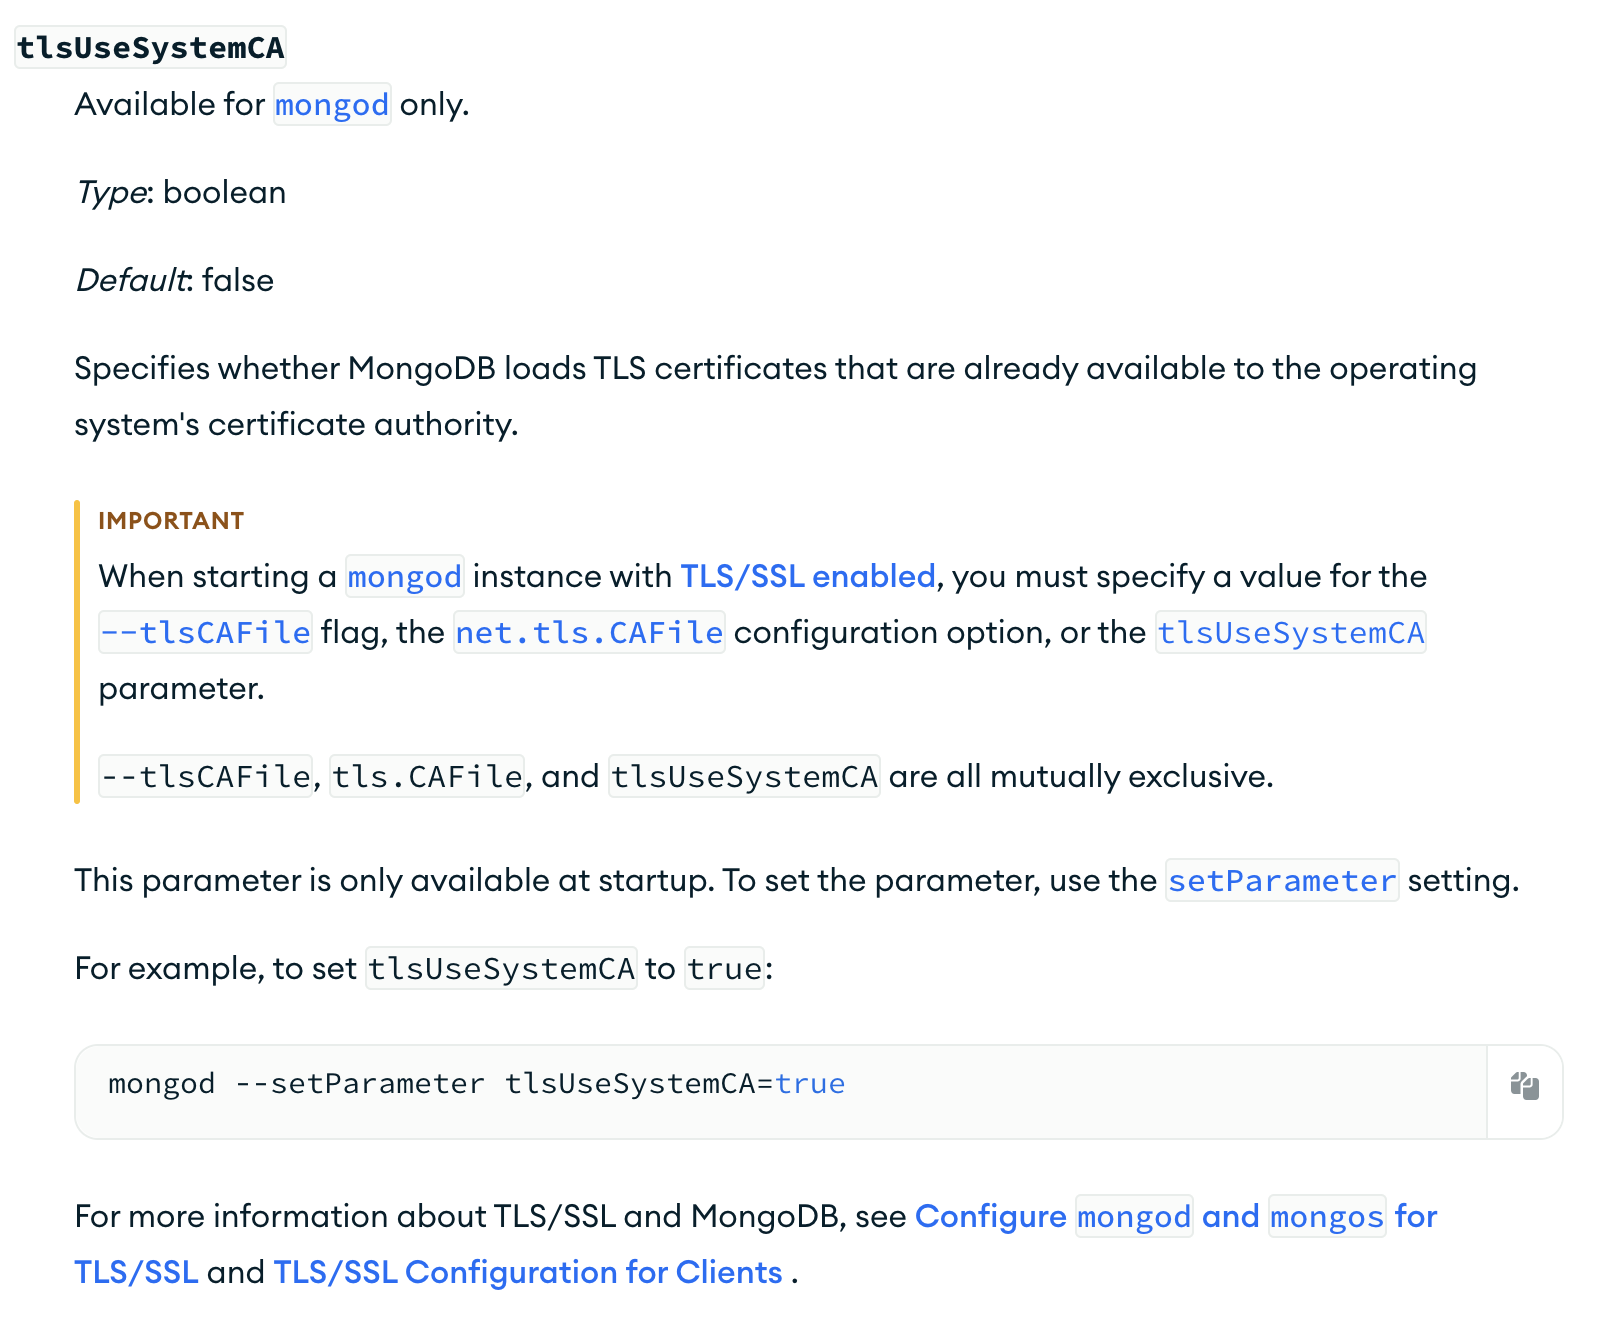 tlsUseSystemCA
Available for mongod only.
Type: boolean
Default: false
Specifies whether MongoDB loads TLS certificates that are already available to the operating
system's certificate authority.
IMPORTANT
When starting a mongod instance with TLS/SSL enabled, you must specify a value for the
--tlsCAFile flag, the net.tls.CAFile configuration option, or the tlsUseSystemCA
parameter.
--tlsCAFile, tls.CAFile, and tlsUseSystemCA are all mutually exclusive.
This parameter is only available at startup. To set the parameter, use the setParameter setting.
For example, to set tlsUseSystemCA to true:
mongod --setParameter tlsUseSystemCA=true
For more information about TLS/SSL and MongoDB, see Configure mongod and mongos for
TLS/SSL and TLS/SSL Configuration for Clients .